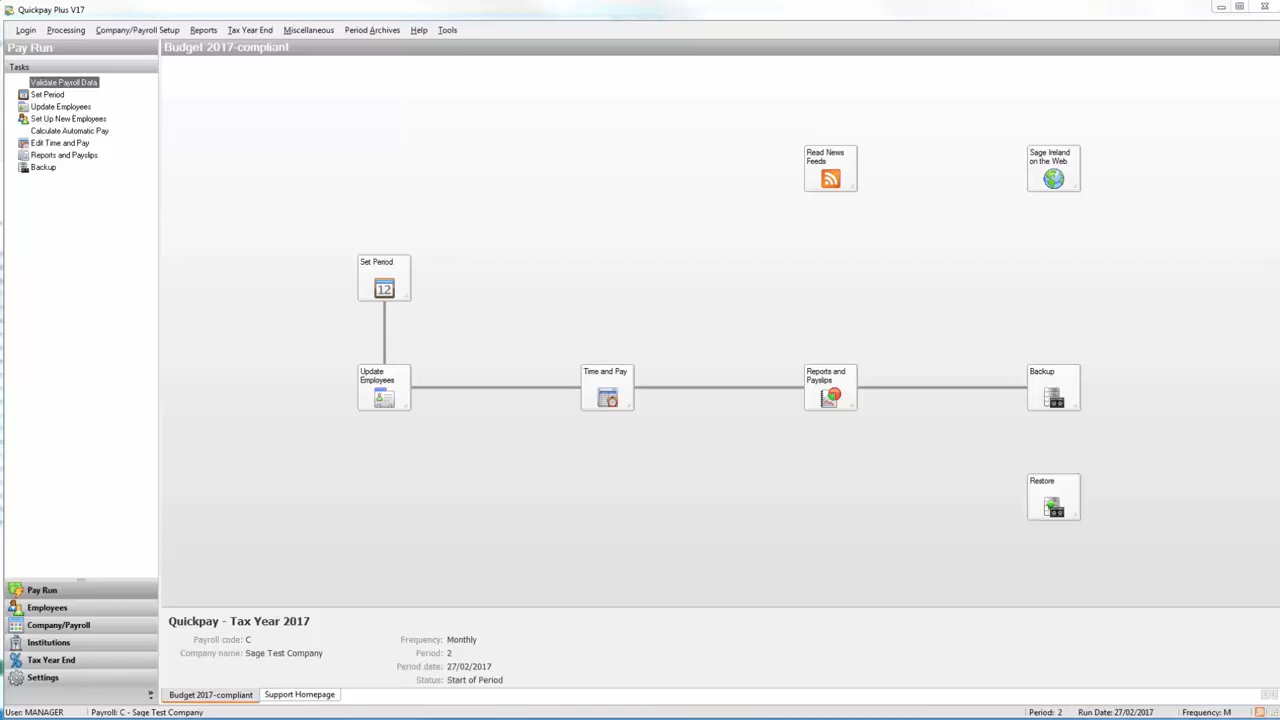 Quickpay Plus V17
Login Processing Company/Payroll Setup Reports Tax Year End Miscellaneous Period Archives Help Tools
Pay Run
Budget 2017-compliant
Tasks
Validate Payroll Data
Set Period
Update Employees
Set Up New Employees
Calculate Automatic Pay
Edit Time and Pay
Reports and Payslips
Backup
Read News
Feeds
Sage Ireland
on the Web
Set Period
12
Update
Employees
Time and Pay
Reports and
Payslips
Backup
Restore
Pay Run
Employees
Company/Payroll
Institutions
Tax Year End
Settings
Quickpay - Tax Year 2017
Payroll code: C
Company name: Sage Test Company
Frequency: Monthly
Period: 2
Period date: 27/02/2017
Status: Start of Period
Budget 2017-compliant Support Homepage
User: MANAGER Payroll: C - Sage Test Company Period: 2 Run Date: 27/02/2017 Frequency: M